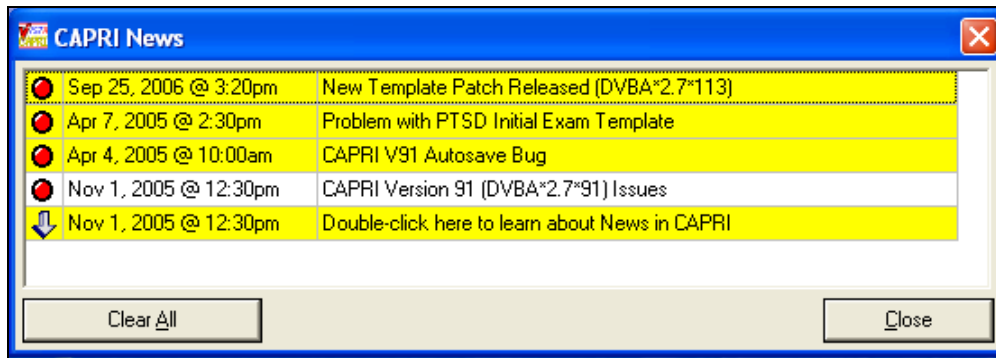 CAPRI News
Sep 25, 2006 @ 3:20pm New Template Patch Released (DVBA*2.7*113)
Apr 7, 2005 @ 2:30pm Problem with PTSD Initial Exam Template
Apr 4, 2005 @ 10:00am CAPRI V91 Autosave Bug
Nov 1, 2005 @ 12:30pm CAPRI Version 91 (DVBA*2.7*91) Issues
Nov 1, 2005 @ 12:30pm Double-click here to learn about News in CAPRI
Clear All Close